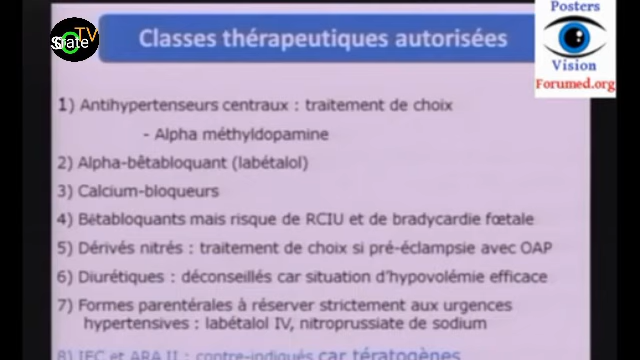 SC
TV
State
Posters
Vision
Forumed.org
Classes thérapeutiques autorisées
1) Antihypertenseurs centraux : traitement de choix
- Alpha méthyldopamine
2) Alpha-bêtabloquant (labétalol)
3) Calcium-bloqueurs
4) Bétabloquants mais risque de RCIU et de bradycardie fœtale
5) Dérivés nitrés : traitement de choix si pré-éclampsie avec OAP
6) Diurétiques : déconseillés car situation d'hypovolémie efficace
7) Formes parentérales à réserver strictement aux urgences
hypertensives : labétalol IV, nitroprussiate de sodium
8) IEC et ARA II : contre-indiqués car tératogènes